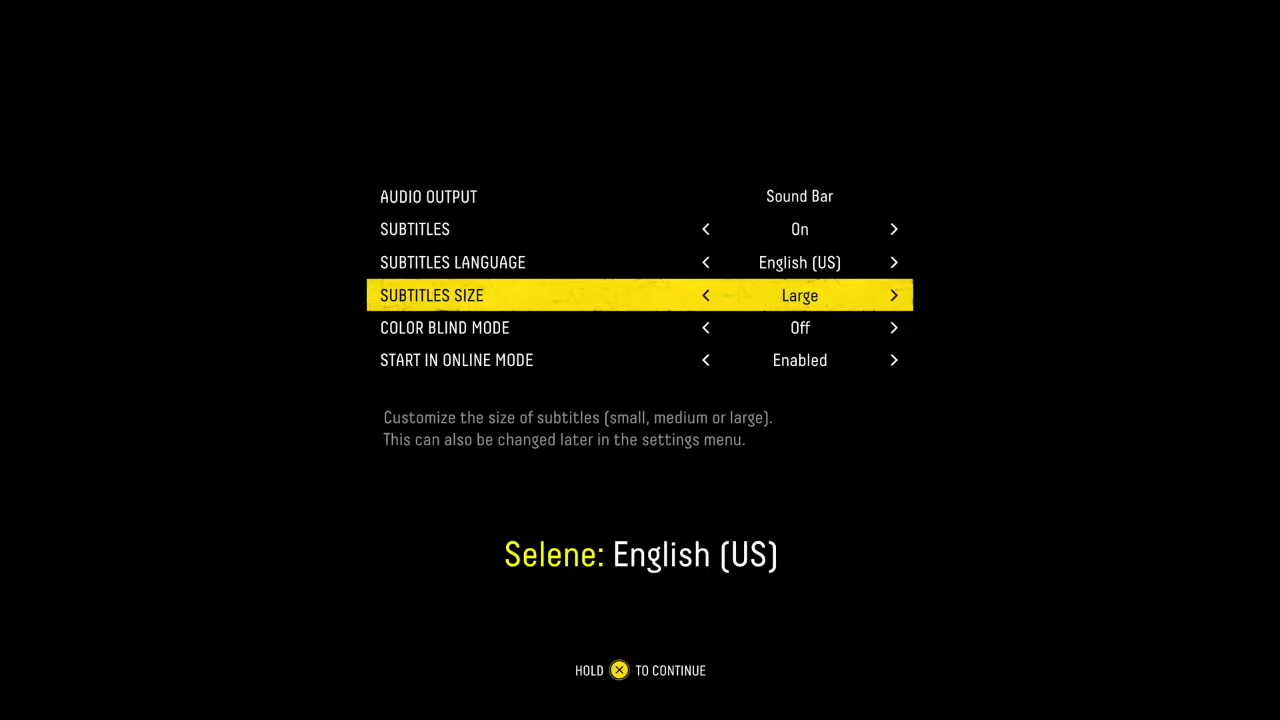 AUDIO OUTPUT Sound Bar
SUBTITLES < On >
SUBTITLES LANGUAGE < English (US) >
SUBTITLES SIZE < Large >
COLOR BLIND MODE < Off >
START IN ONLINE MODE < Enabled >
Customize the size of subtitles (small, medium or large).
This can also be changed later in the settings menu.
Selene: English (US)
HOLD ✕ TO CONTINUE